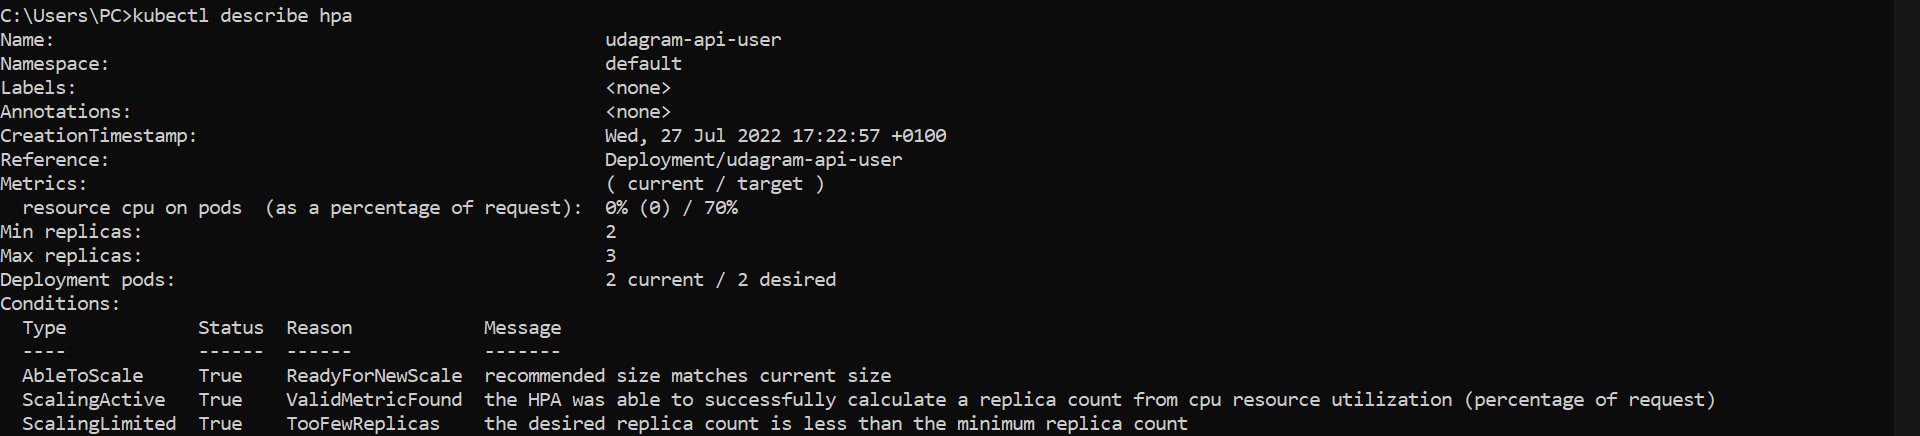 C:\Users\PC>kubectl describe hpa
Name:                                                  udagram-api-user
Namespace:                                             default
Labels:                                                <none>
Annotations:                                           <none>
CreationTimestamp:                                     Wed, 27 Jul 2022 17:22:57 +0100
Reference:                                             Deployment/udagram-api-user
Metrics:                                               ( current / target )
  resource cpu on pods  (as a percentage of request):  0% (0) / 70%
Min replicas:                                          2
Max replicas:                                          3
Deployment pods:                                       2 current / 2 desired
Conditions:
  Type            Status  Reason            Message
  ----            ------  ------            -------
  AbleToScale     True    ReadyForNewScale  recommended size matches current size
  ScalingActive   True    ValidMetricFound  the HPA was able to successfully calculate a replica count from cpu resource utilization (percentage of request)
  ScalingLimited  True    TooFewReplicas    the desired replica count is less than the minimum replica count